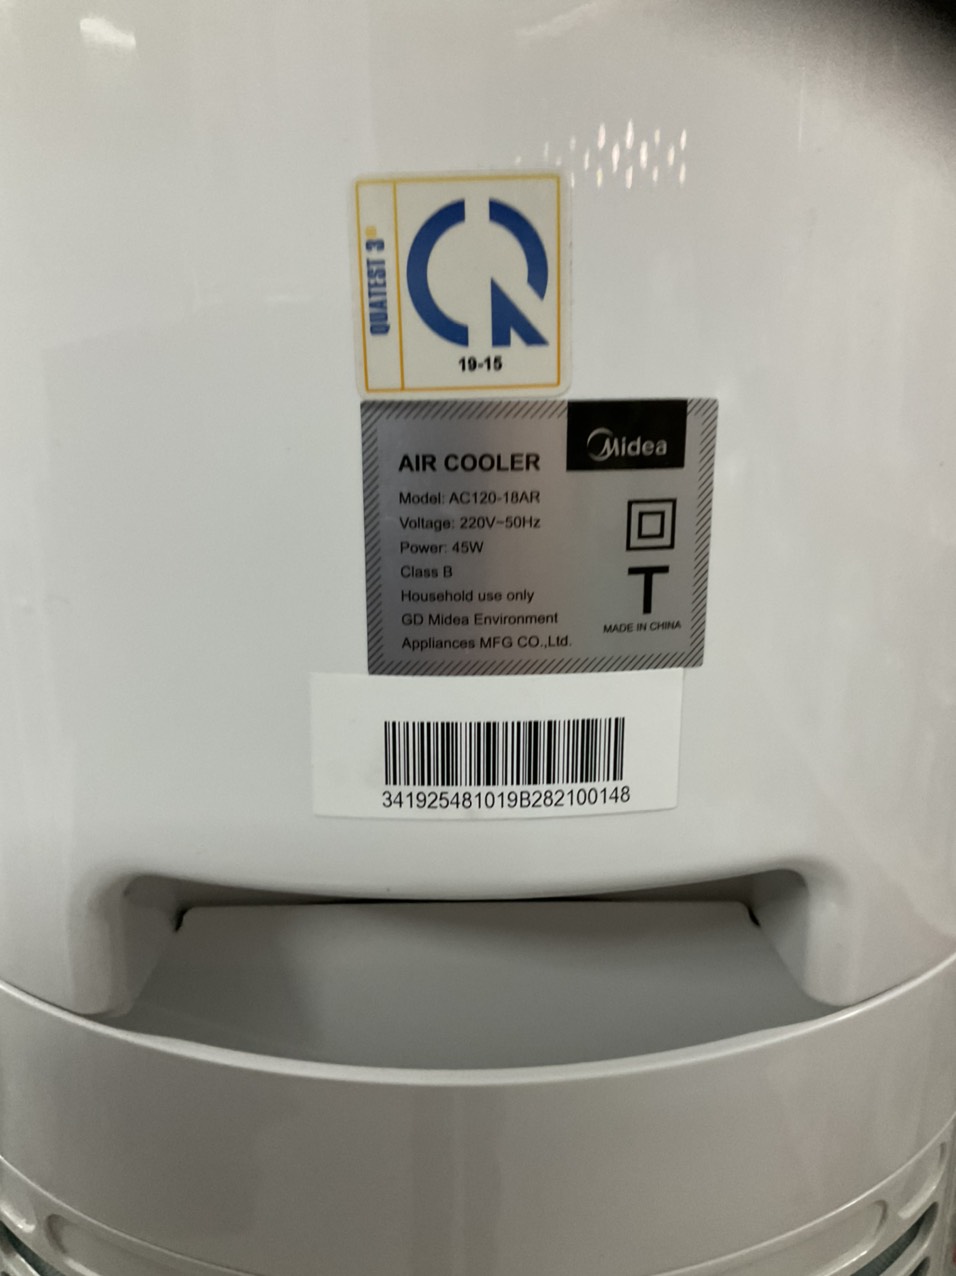 QUATEST 3®
19-15
Midea
AIR COOLER
Model: AC120-18AR
Voltage: 220V~50Hz
Power: 45W
Class B
Household use only
GD Midea Environment
Appliances MFG CO.,Ltd.
T
MADE IN CHINA
341925481019B282100148